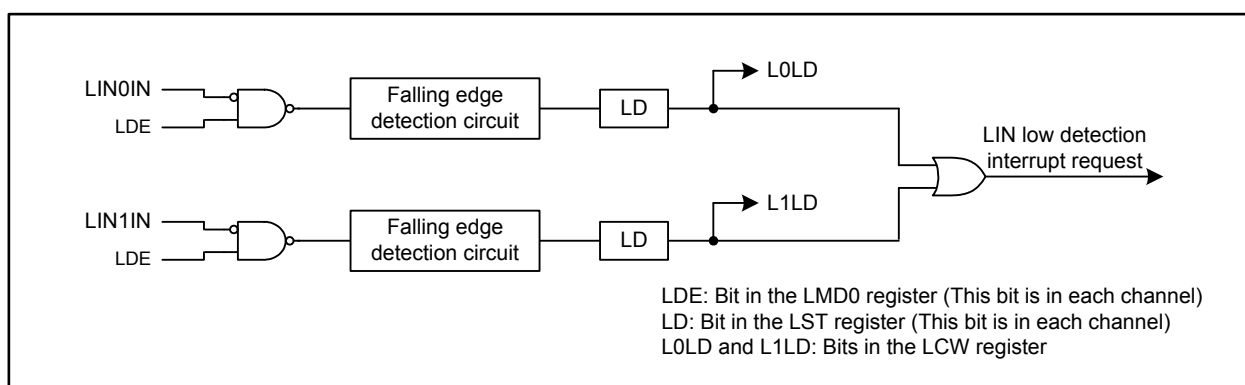 LIN0IN
LDE
Falling edge
detection circuit
LD
L0LD
LIN low detection
interrupt request
LIN1IN
LDE
Falling edge
detection circuit
LD
L1LD
LDE: Bit in the LMD0 register (This bit is in each channel)
LD: Bit in the LST register (This bit is in each channel)
L0LD and L1LD: Bits in the LCW register